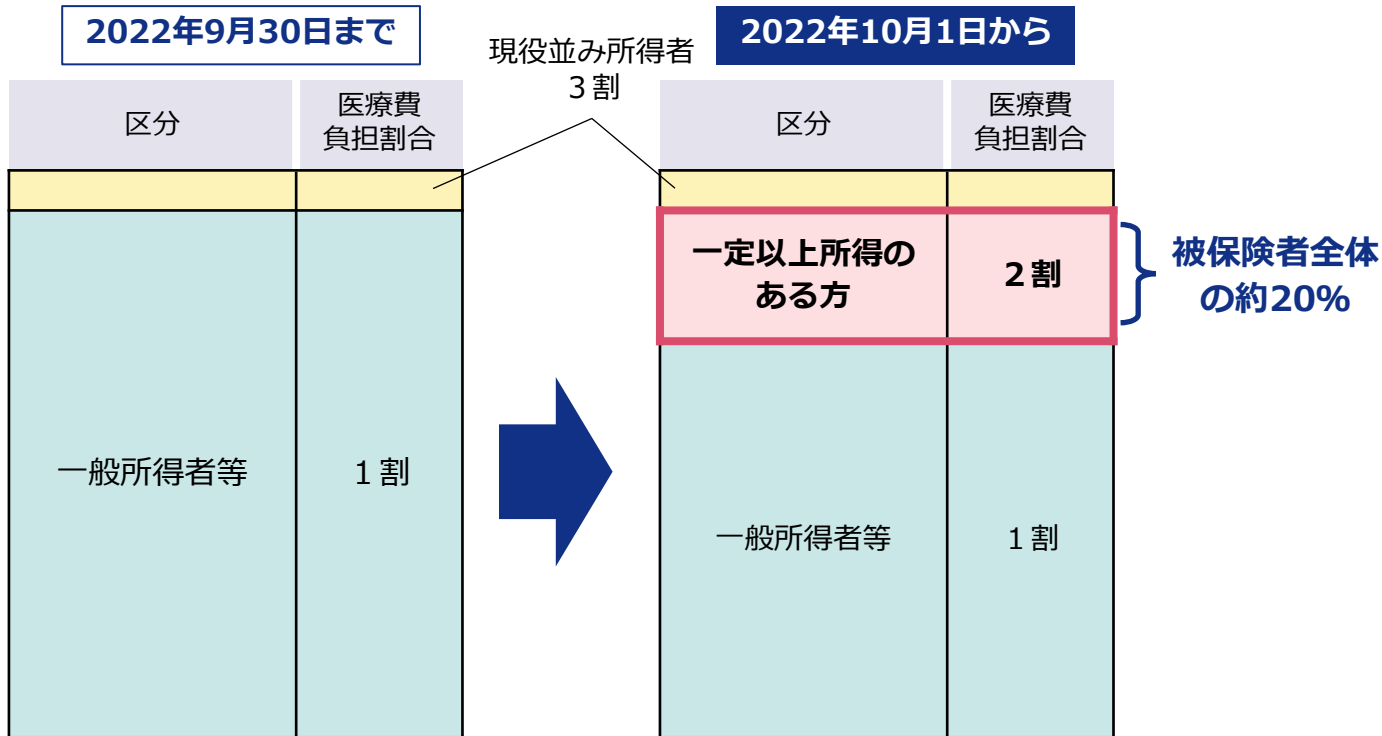 2022年9月30日まで
現役並み所得者
３割
2022年10月1日から
区分
医療費
負担割合
一般所得者等
１割
区分
医療費
負担割合
一定以上所得の
ある方
２割
被保険者全体
の約20%
一般所得者等
１割